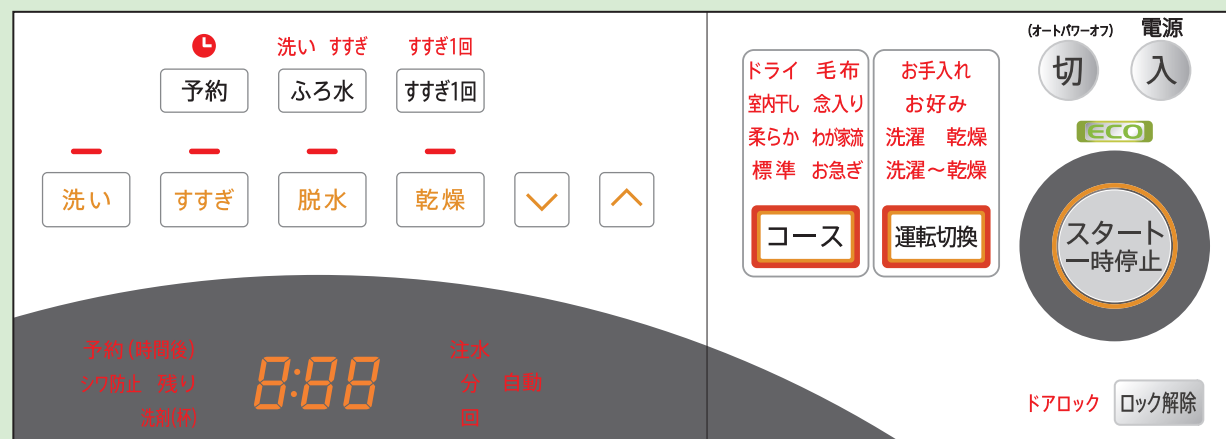 洗い すすぎ すすぎ1回
予約 ふろ水 すすぎ1回
洗い すすぎ 脱水 乾燥
予約(時間後) 注水
シワ防止 残り 8:88 分 自動
洗剤(杯) 回
ドライ 毛布
室内干し 念入り
柔らか わが家流
標準 お急ぎ
コース
お手入れ
お好み
洗濯 乾燥
洗濯～乾燥
運転切換
(オートパワーオフ) 電源
切 入
ECO
スタート
一時停止
ドアロック ロック解除